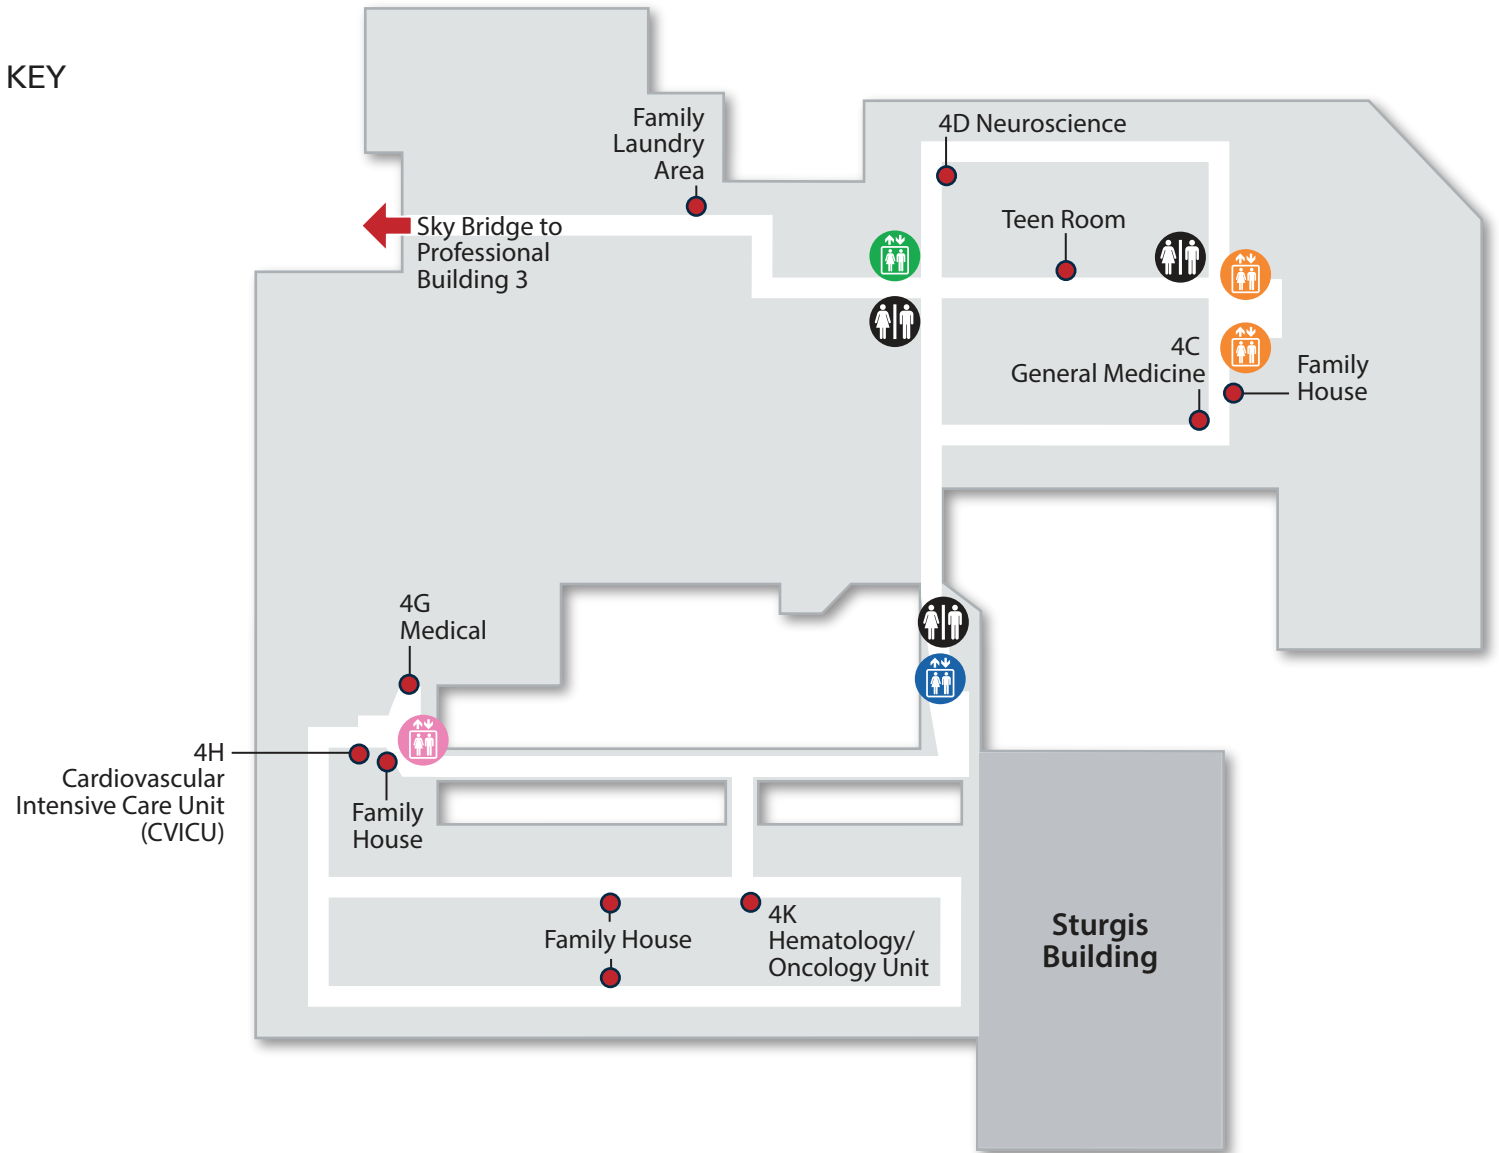 KEY
Family
Laundry
Area
4D Neuroscience
Teen Room
Sky Bridge to
Professional
Building 3
4C
General Medicine
Family
House
4G
Medical
4H
Cardiovascular
Intensive Care Unit
(CVICU)
Family
House
Family House
4K
Hematology/
Oncology Unit
Sturgis
Building